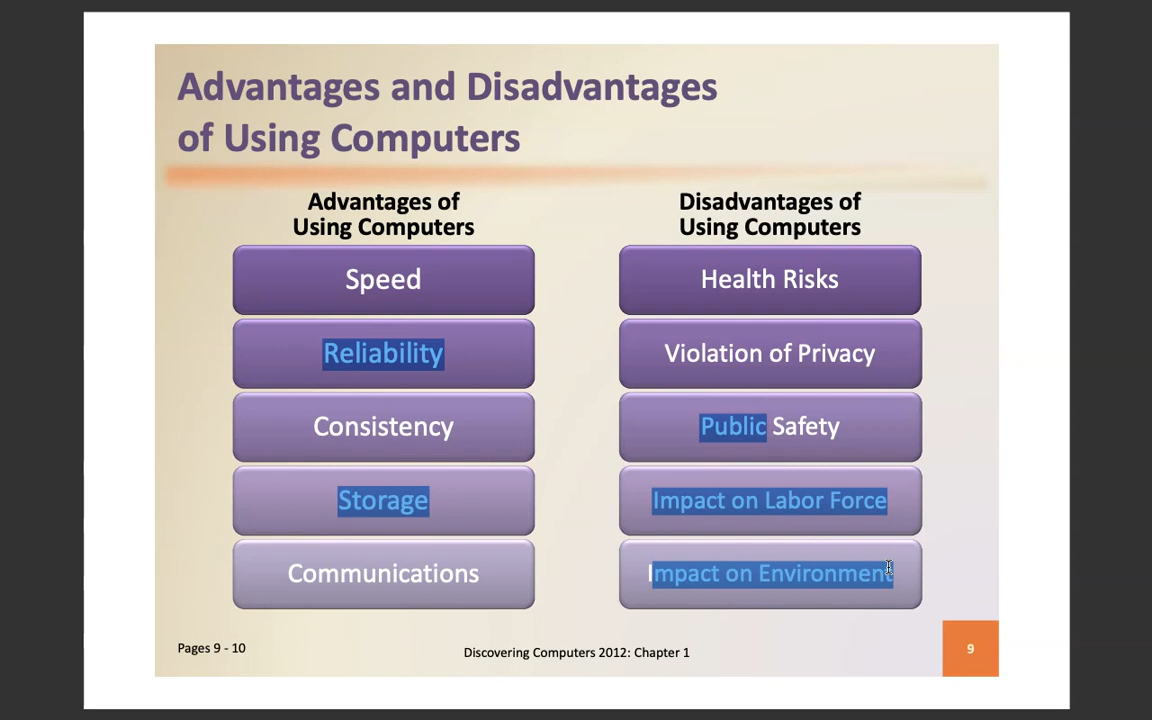 Advantages and Disadvantages
of Using Computers
Advantages of
Using Computers
Speed
Reliability
Consistency
Storage
Communications
Disadvantages of
Using Computers
Health Risks
Violation of Privacy
Public Safety
Impact on Labor Force
Impact on Environment
Pages 9 - 10
Discovering Computers 2012: Chapter 1
9